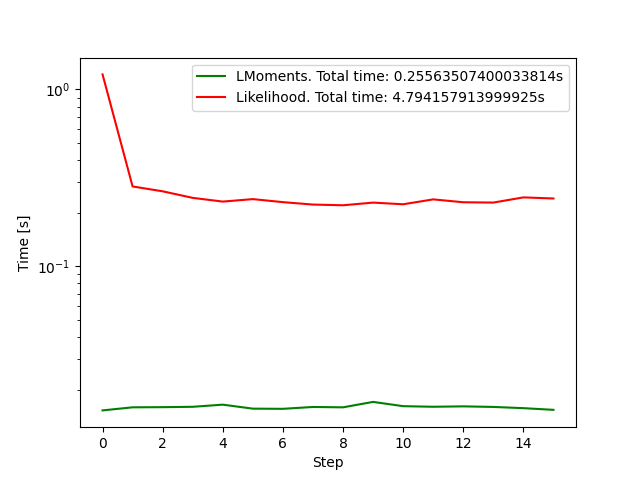 LMoments. Total time: 0.25563507400033814s
Likelihood. Total time: 4.794157913999925s
10⁰
10⁻¹
Time [s]
0 2 4 6 8 10 12 14
Step